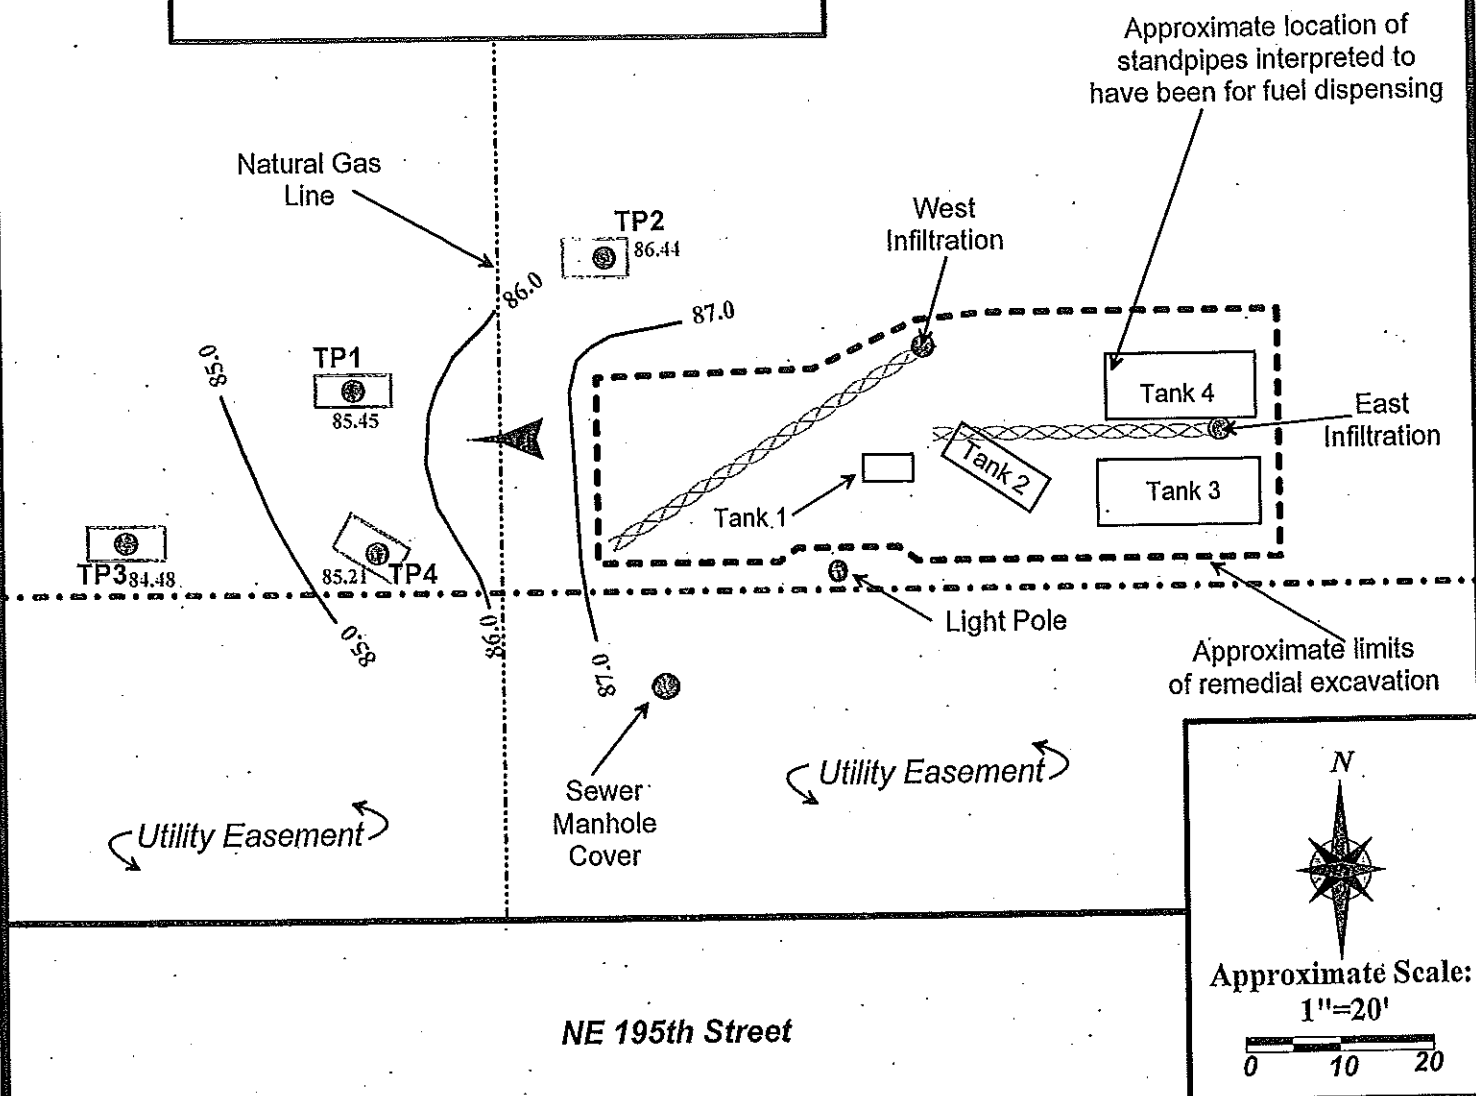 Approximate location of
standpipes interpreted to
have been for fuel dispensing
Natural Gas
Line
TP2
86.44
West
Infiltration
86.0
87.0
85.0
TP1
85.45
Tank 4
East
Infiltration
Tank 2
Tank 3
Tank 1
TP3 84.48
85.21 TP4
Light Pole
85.0
86.0
87.0
Approximate limits
of remedial excavation
Utility Easement
Sewer
Manhole
Cover
Utility Easement
N
Approximate Scale:
1"=20'
0 10 20
NE 195th Street